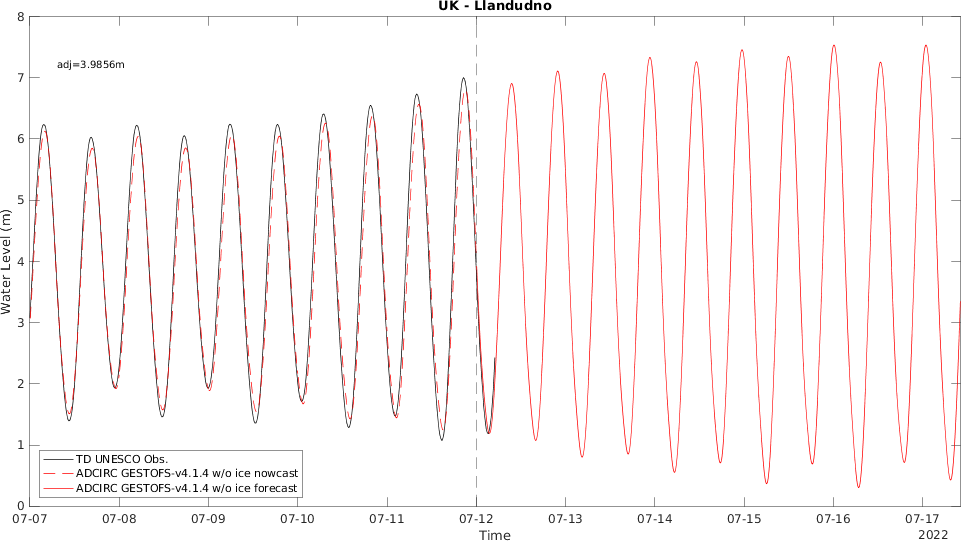 UK - Llandudno
8
7
6
5
4
3
2
1
0
Water Level (m)
adj=3.9856m
TD UNESCO Obs.
ADCIRC GESTOFS-v4.1.4 w/o ice nowcast
ADCIRC GESTOFS-v4.1.4 w/o ice forecast
07-07 07-08 07-09 07-10 07-11 07-12 07-13 07-14 07-15 07-16 07-17
Time
2022